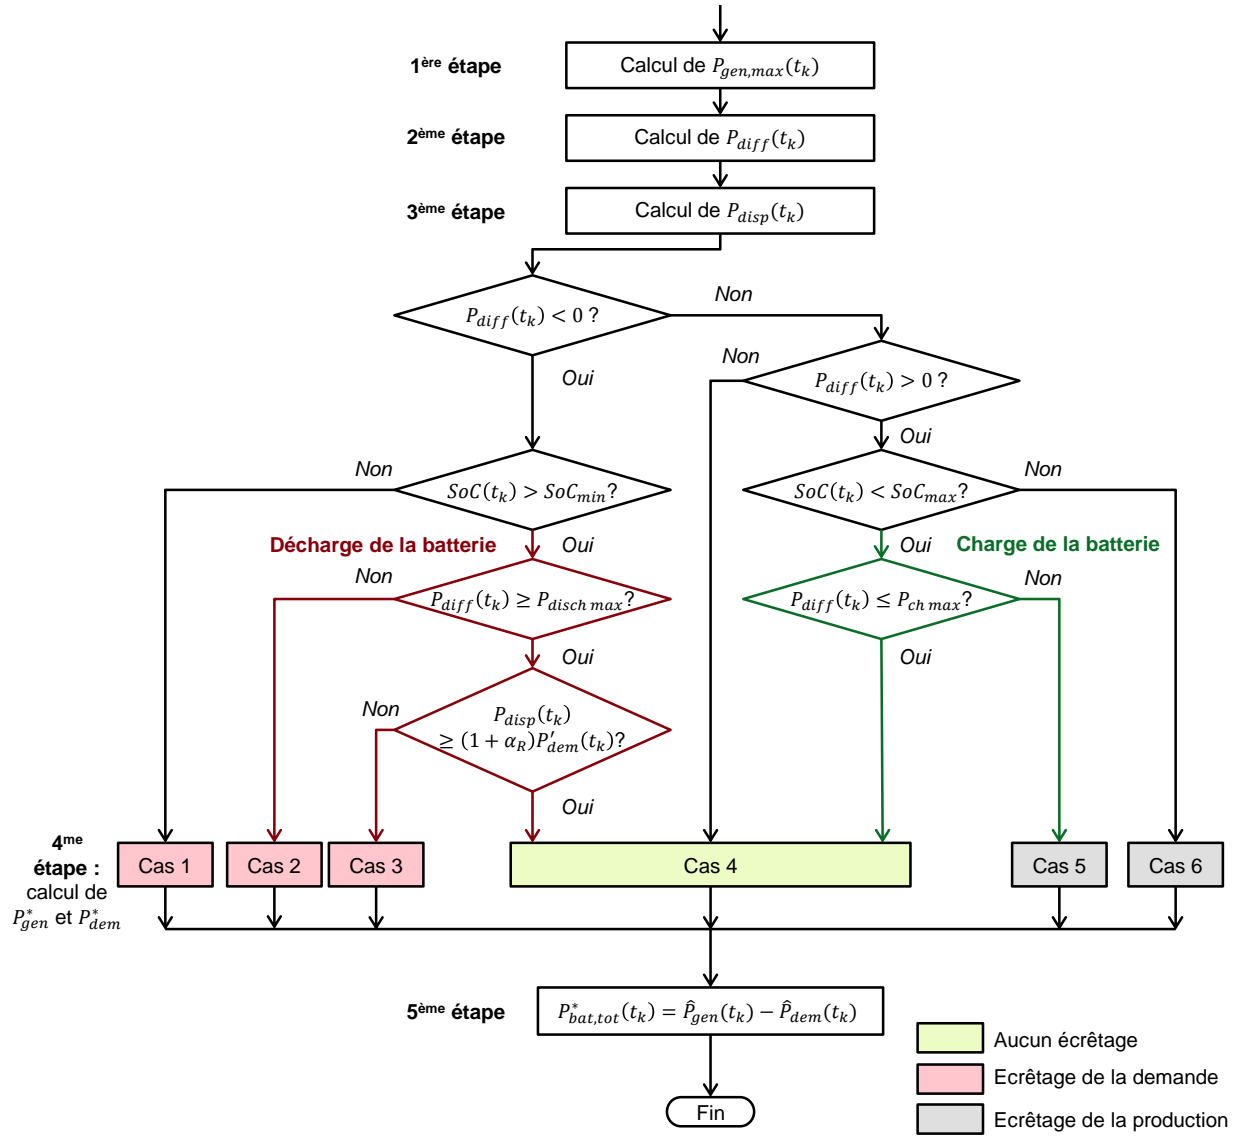 1ère étape
Calcul de P_gen,max(t_k)
2ème étape
Calcul de P_diff(t_k)
3ème étape
Calcul de P_disp(t_k)
P_diff(t_k) < 0 ?
Non
Oui
Non
P_diff(t_k) > 0 ?
Oui
Non
SoC(t_k) > SoC_min?
SoC(t_k) < SoC_max?
Non
Décharge de la batterie
Oui
Oui
Charge de la batterie
Non
P_diff(t_k) ≥ P_disch max?
P_diff(t_k) ≤ P_ch max?
Non
Oui
Oui
Non
P_disp(t_k)
≥ (1 + α_R)P'_dem(t_k)?
Oui
4me
étape :
calcul de
P*_gen et P*_dem
Cas 1
Cas 2
Cas 3
Cas 4
Cas 5
Cas 6
5ème étape
P*_bat,tot(t_k) = P̂_gen(t_k) − P̂_dem(t_k)
Fin
Aucun écrêtage
Ecrêtage de la demande
Ecrêtage de la production